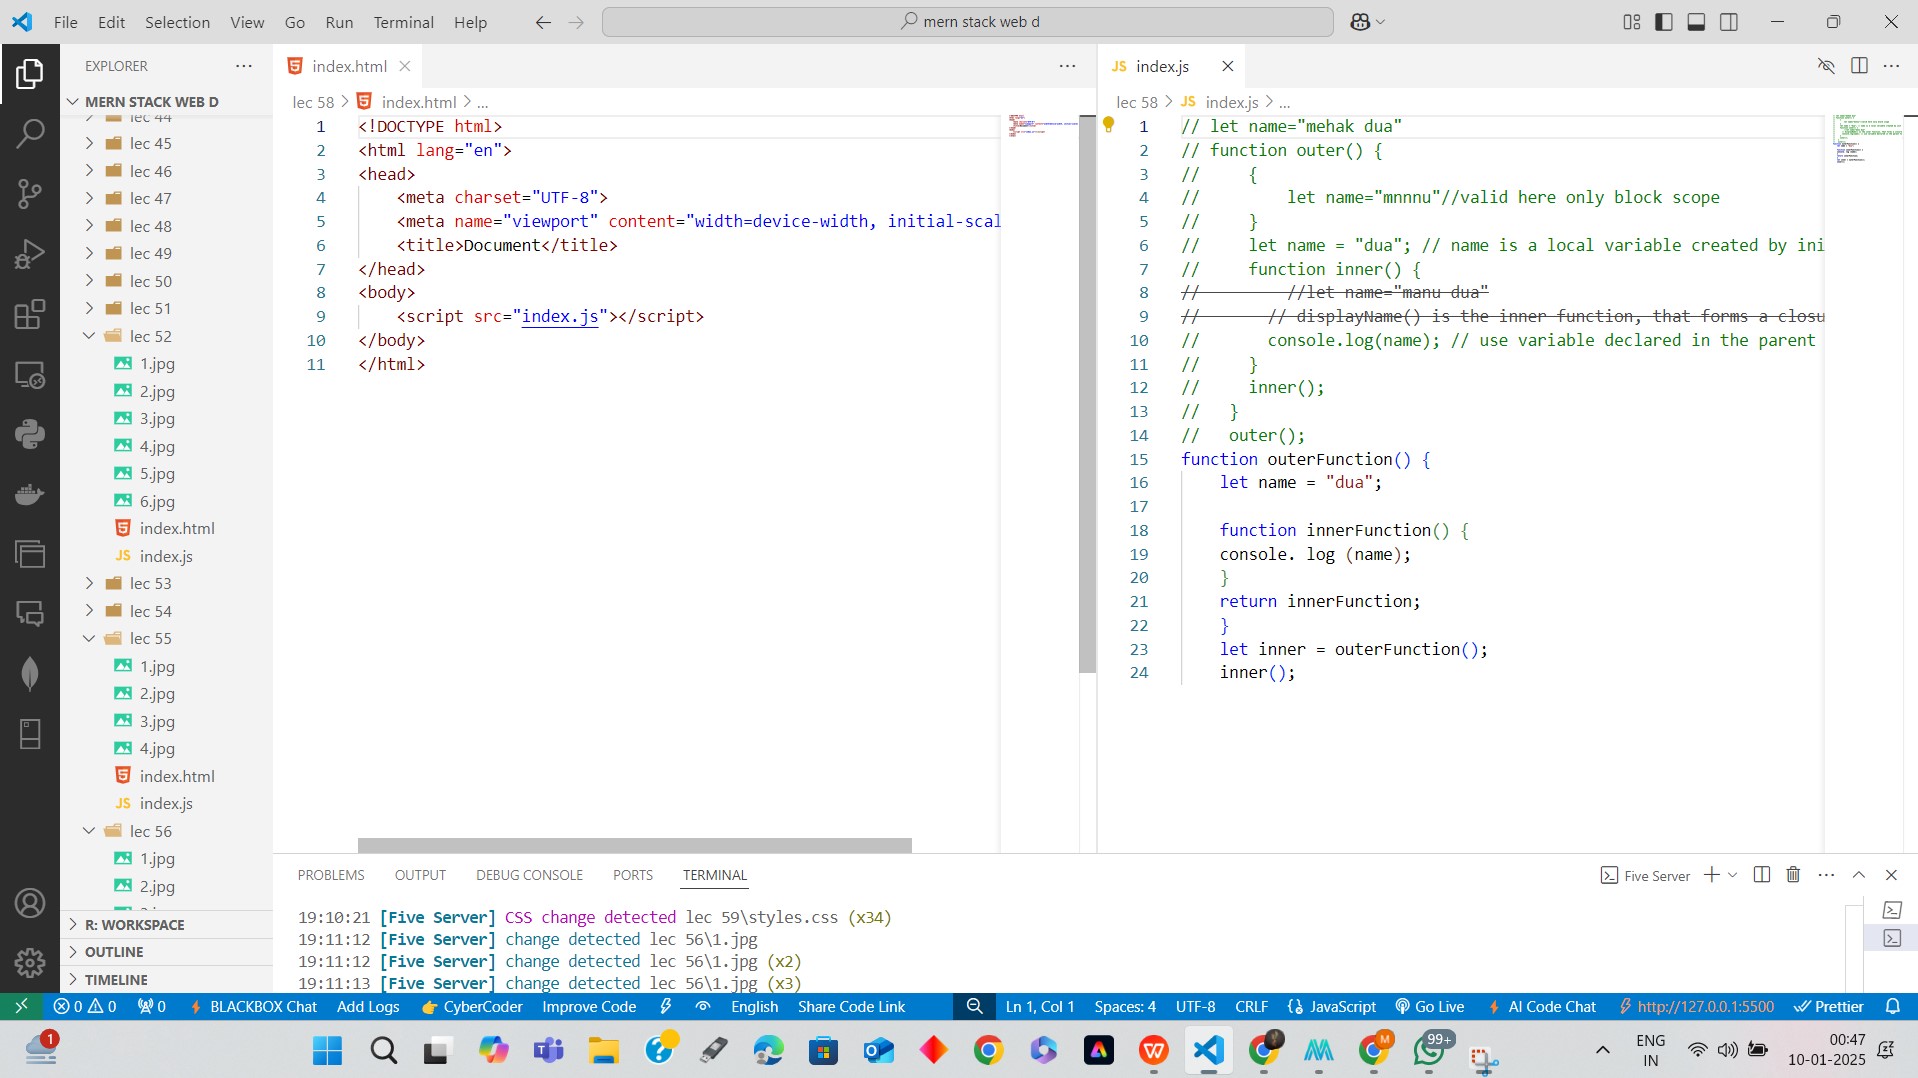 File Edit Selection View Go Run Terminal Help
mern stack web d
EXPLORER
MERN STACK WEB D
lec 44
lec 45
lec 46
lec 47
lec 48
lec 49
lec 50
lec 51
lec 52
1.jpg
2.jpg
3.jpg
4.jpg
5.jpg
6.jpg
index.html
JS index.js
lec 53
lec 54
lec 55
1.jpg
2.jpg
3.jpg
4.jpg
index.html
JS index.js
lec 56
1.jpg
2.jpg
R: WORKSPACE
OUTLINE
TIMELINE
index.html
lec 58 > index.html > ...
1 <!DOCTYPE html>
2 <html lang="en">
3 <head>
4 <meta charset="UTF-8">
5 <meta name="viewport" content="width=device-width, initial-scal
6 <title>Document</title>
7 </head>
8 <body>
9 <script src="index.js"></script>
10 </body>
11 </html>
JS index.js
lec 58 > JS index.js > ...
1 // let name="mehak dua"
2 // function outer() {
3 // {
4 // let name="mnnnu"//valid here only block scope
5 // }
6 // let name = "dua"; // name is a local variable created by ini
7 // function inner() {
8 // //let name="manu dua"
9 // // displayName() is the inner function, that forms a closu
10 // console.log(name); // use variable declared in the parent
11 // }
12 // inner();
13 // }
14 // outer();
15 function outerFunction() {
16 let name = "dua";
17
18 function innerFunction() {
19 console. log (name);
20 }
21 return innerFunction;
22 }
23 let inner = outerFunction();
24 inner();
PROBLEMS OUTPUT DEBUG CONSOLE PORTS TERMINAL
Five Server
19:10:21 [Five Server] CSS change detected lec 59\styles.css (x34)
19:11:12 [Five Server] change detected lec 56\1.jpg
19:11:12 [Five Server] change detected lec 56\1.jpg (x2)
19:11:13 [Five Server] change detected lec 56\1.jpg (x3)
0 0 0 BLACKBOX Chat Add Logs CyberCoder Improve Code English Share Code Link Ln 1, Col 1 Spaces: 4 UTF-8 CRLF {} JavaScript Go Live AI Code Chat http://127.0.0.1:5500 Prettier
1
99+
ENG
IN
00:47
10-01-2025